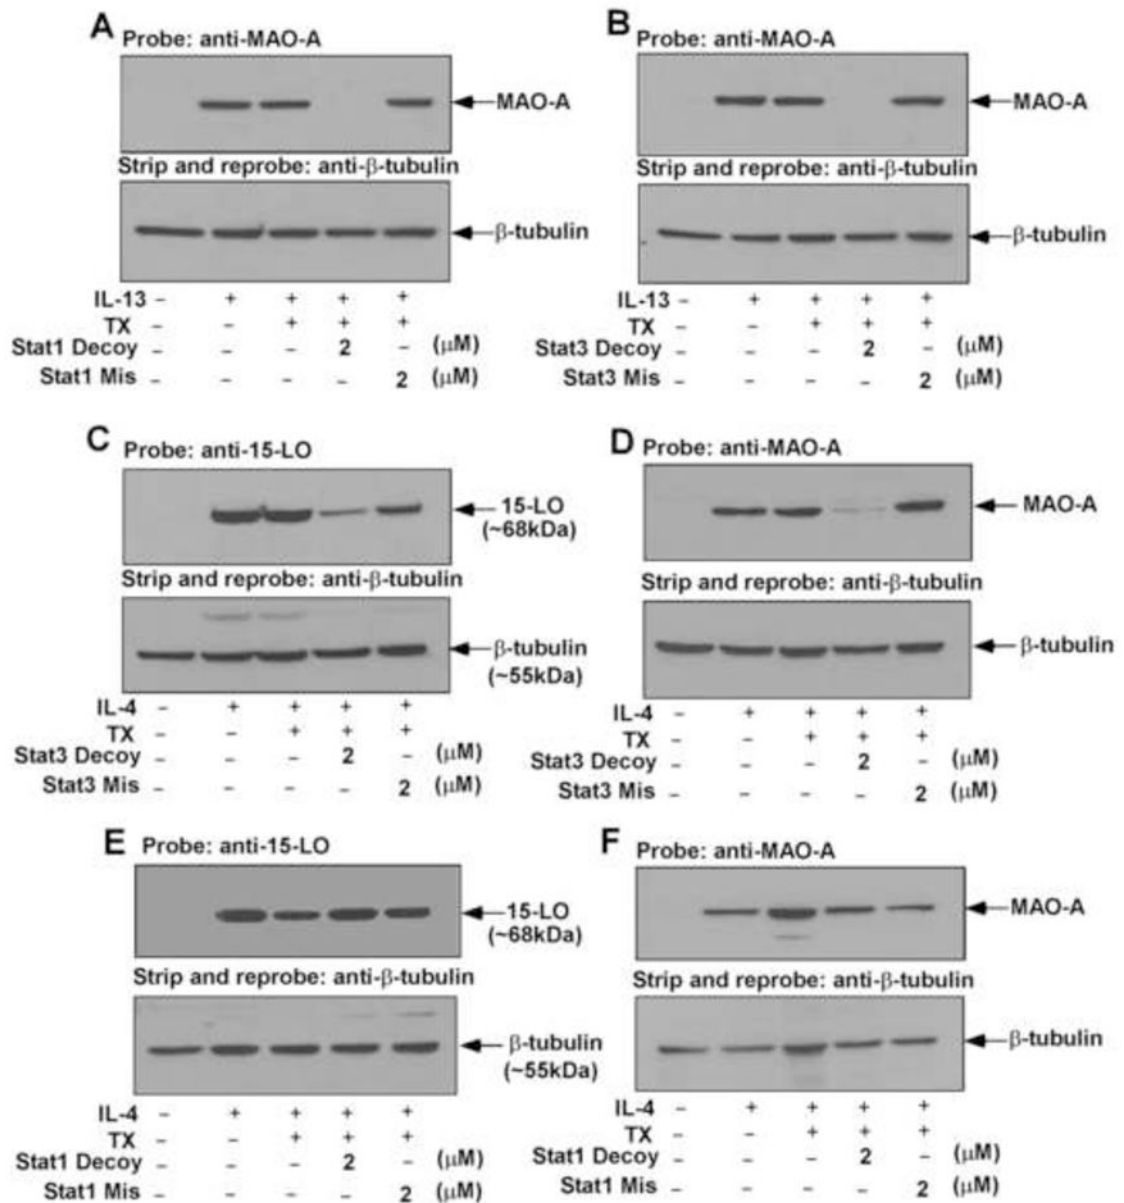 A Probe: anti-MAO-A
MAO-A
Strip and reprobe: anti-β-tubulin
β-tubulin
IL-13 - + + + +
TX - - + + +
Stat1 Decoy - - - 2 - (μM)
Stat1 Mis - - - - 2 (μM)
B Probe: anti-MAO-A
MAO-A
Strip and reprobe: anti-β-tubulin
β-tubulin
IL-13 - + + + +
TX - - + + +
Stat3 Decoy - - - 2 - (μM)
Stat3 Mis - - - - 2 (μM)
C Probe: anti-15-LO
15-LO
(~68kDa)
Strip and reprobe: anti-β-tubulin
β-tubulin
(~55kDa)
IL-4 - + + + +
TX - - + + +
Stat3 Decoy - - - 2 - (μM)
Stat3 Mis - - - - 2 (μM)
D Probe: anti-MAO-A
MAO-A
Strip and reprobe: anti-β-tubulin
β-tubulin
IL-4 - + + + +
TX - - + + +
Stat3 Decoy - - - 2 - (μM)
Stat3 Mis - - - - 2 (μM)
E Probe: anti-15-LO
15-LO
(~68kDa)
Strip and reprobe: anti-β-tubulin
β-tubulin
(~55kDa)
IL-4 - + + + +
TX - - + + +
Stat1 Decoy - - - 2 - (μM)
Stat1 Mis - - - - 2 (μM)
F Probe: anti-MAO-A
MAO-A
Strip and reprobe: anti-β-tubulin
β-tubulin
IL-4 - + + + +
TX - - + + +
Stat1 Decoy - - - 2 - (μM)
Stat1 Mis - - - - 2 (μM)